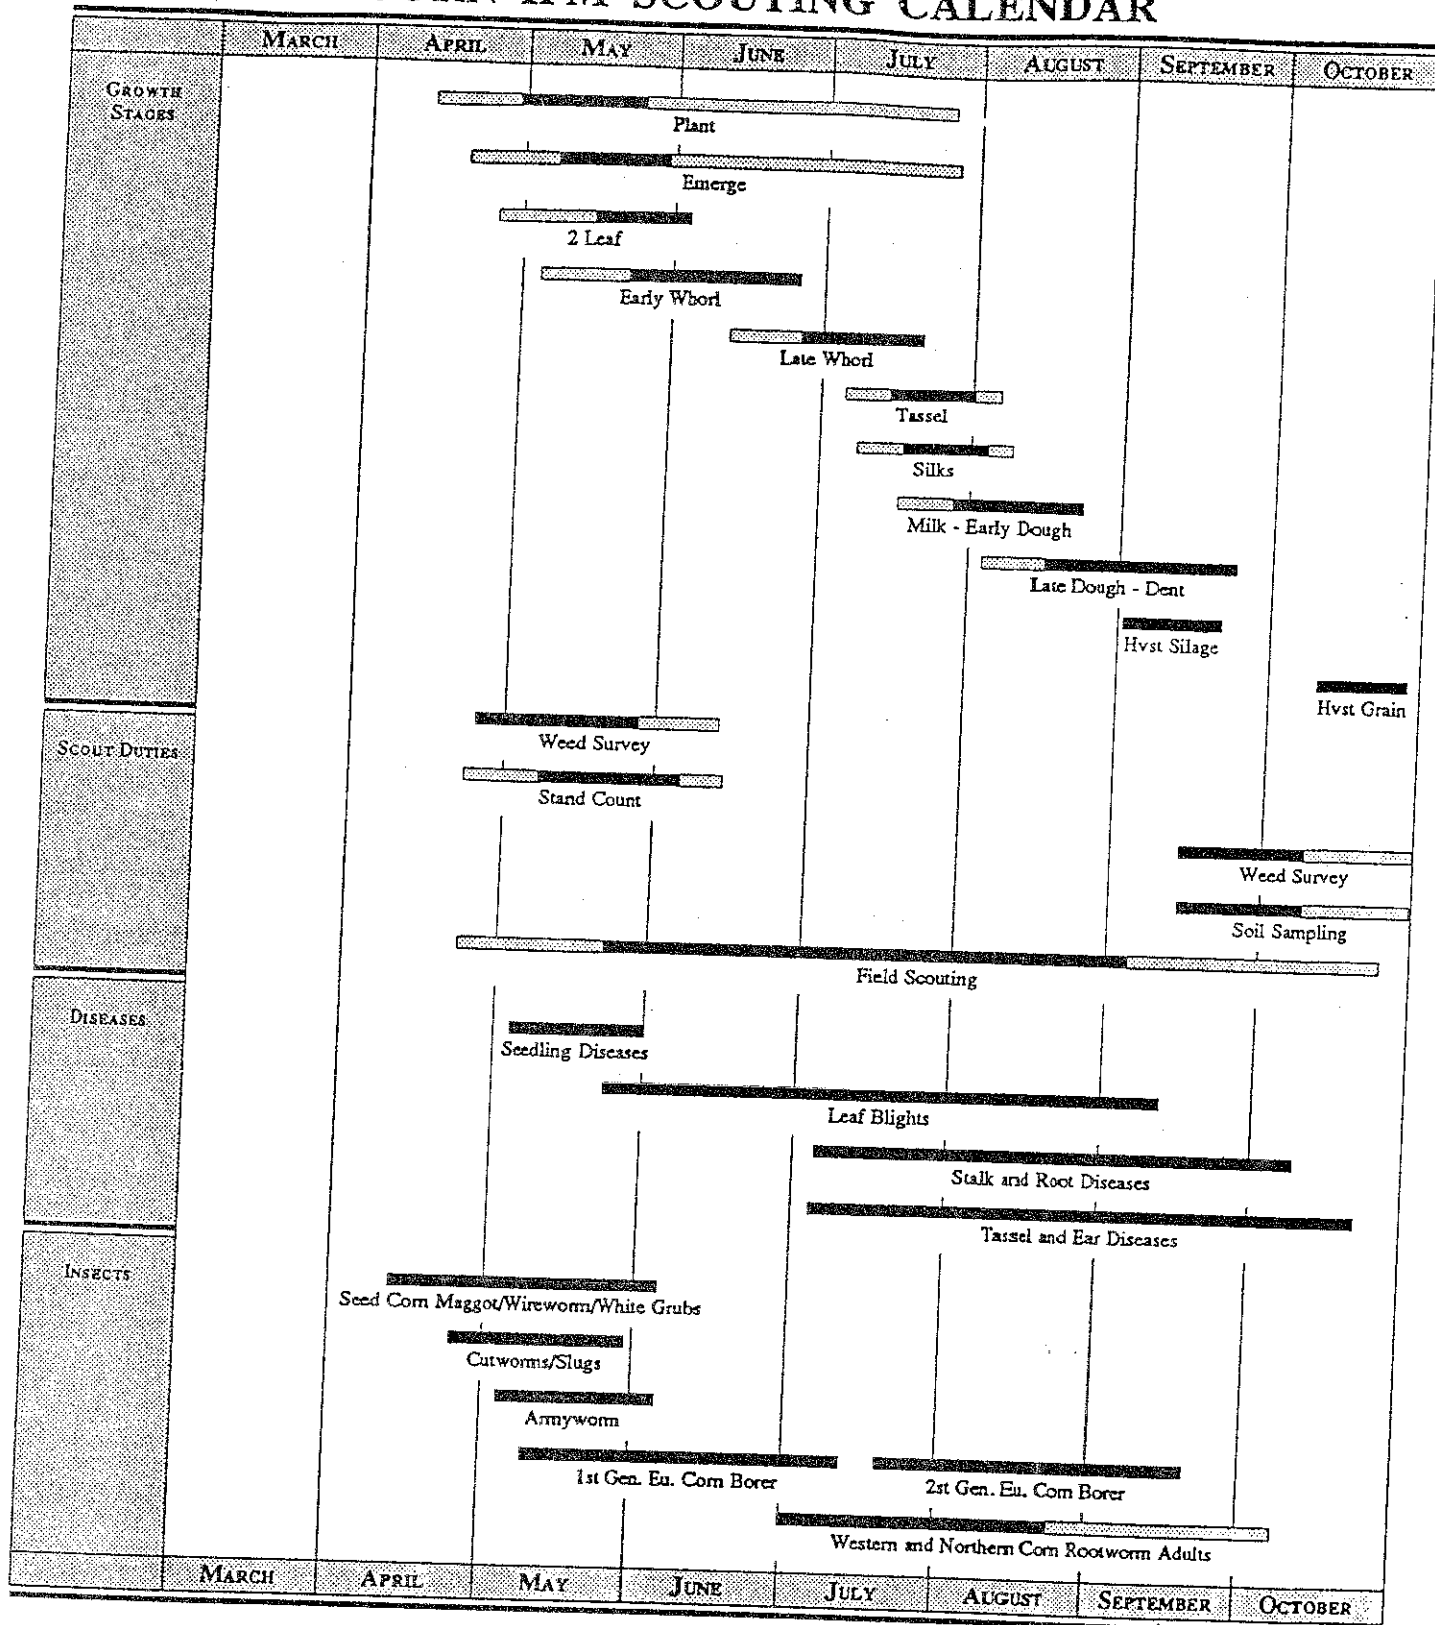 IPM SCOUTING CALENDAR
MARCH APRIL MAY JUNE JULY AUGUST SEPTEMBER OCTOBER
GROWTH
STAGES
Plant
Emerge
2 Leaf
Early Whorl
Late Whorl
Tassel
Silks
Milk - Early Dough
Late Dough - Dent
Hvst Silage
Hvst Grain
SCOUT DUTIES
Weed Survey
Stand Count
Weed Survey
Soil Sampling
Field Scouting
DISEASES
Seedling Diseases
Leaf Blights
Stalk and Root Diseases
Tassel and Ear Diseases
INSECTS
Seed Corn Maggot/Wireworm/White Grubs
Cutworms/Slugs
Armyworm
1st Gen. Eu. Corn Borer
2st Gen. Eu. Corn Borer
Western and Northern Corn Rootworm Adults
MARCH APRIL MAY JUNE JULY AUGUST SEPTEMBER OCTOBER